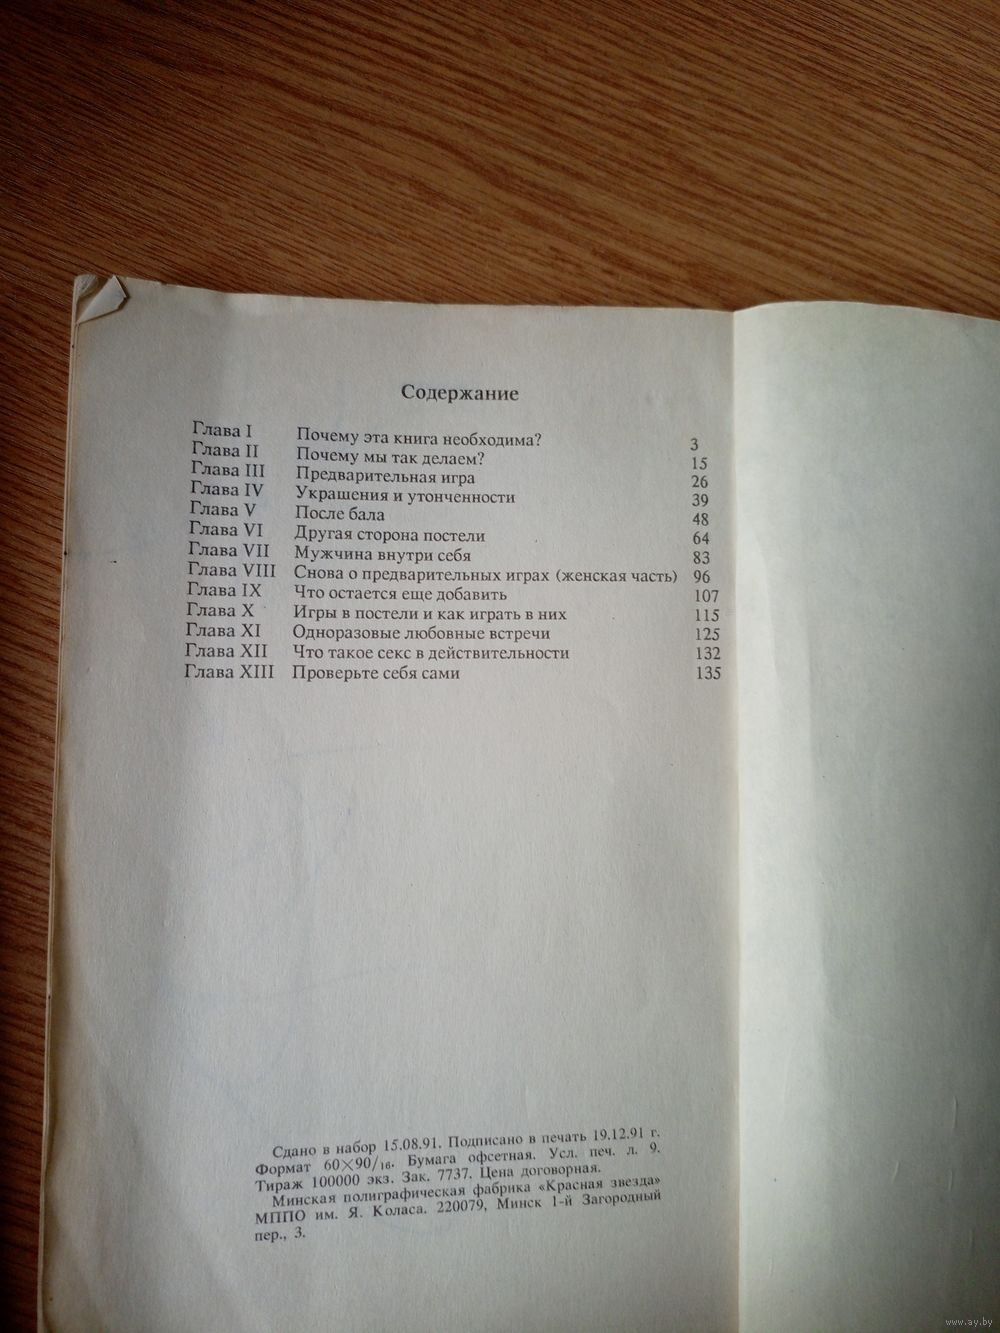 Содержание
Глава I Почему эта книга необходима? 3
Глава II Почему мы так делаем? 15
Глава III Предварительная игра 26
Глава IV Украшения и утонченности 39
Глава V После бала 48
Глава VI Другая сторона постели 64
Глава VII Мужчина внутри себя 83
Глава VIII Снова о предварительных играх (женская часть) 96
Глава IX Что остается еще добавить 107
Глава X Игры в постели и как играть в них 115
Глава XI Одноразовые любовные встречи 125
Глава XII Что такое секс в действительности 132
Глава XIII Проверьте себя сами 135
Сдано в набор 15.08.91. Подписано в печать 19.12.91 г.
Формат 60×90/16. Бумага офсетная. Усл. печ. л. 9.
Тираж 100000 экз. Зак. 7737. Цена договорная.
Минская полиграфическая фабрика «Красная звезда»
МППО им. Я. Коласа. 220079, Минск 1-й Загородный
пер., 3.
www.ay.by